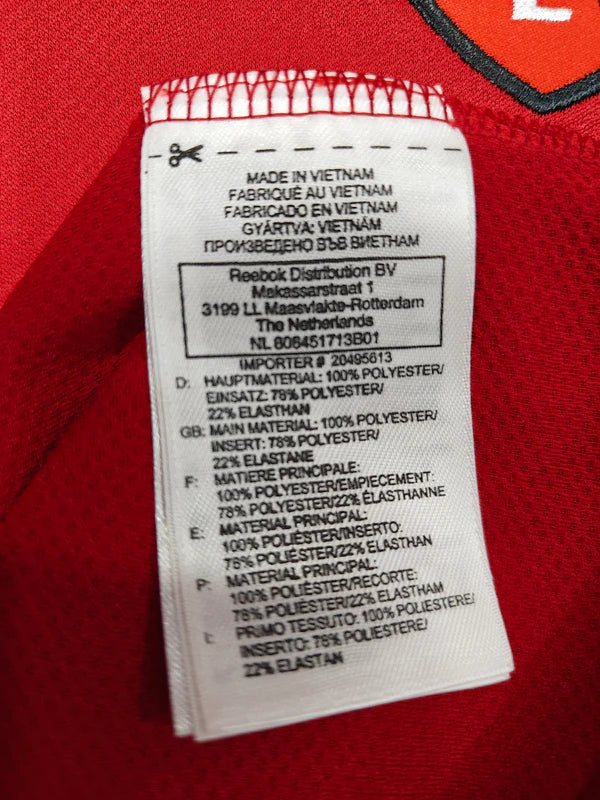 E
MADE IN VIETNAM
FABRIQUÉ AU VIETNAM
FABRICADO EN VIETNAM
GYÁRTVA: VIETNÁM
ПРОИЗВЕДЕНО ВЪВ ВИЕТНАМ
Reebok Distribution BV
Makassarstraat 1
3199 LL Maasvlakte-Rotterdam
The Netherlands
NL 806451713B01
IMPORTER # 20495613
D: HAUPTMATERIAL: 100% POLYESTER/
EINSATZ: 78% POLYESTER/
22% ELASTHAN
GB: MAIN MATERIAL: 100% POLYESTER/
INSERT: 78% POLYESTER/
22% ELASTANE
F: MATIERE PRINCIPALE:
100% POLYESTER/EMPIECEMENT:
78% POLYESTER/22% ÉLASTHANNE
E: MATERIAL PRINCIPAL:
100% POLIÉSTER/INSERTO:
78% POLIÉSTER/22% ELASTHAN
P: MATERIAL PRINCIPAL:
100% POLIÉSTER/RECORTE:
78% POLIÉSTER/22% ELASTHAM
I: PRIMO TESSUTO: 100% POLIESTERE/
INSERTO: 78% POLIESTERE/
22% ELASTAN